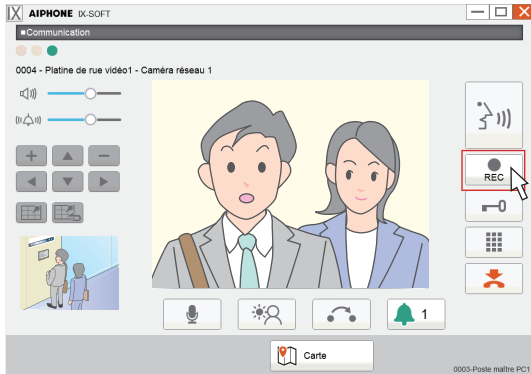 IX AIPHONE IX-SOFT
■Communication
0004 - Platine de rue vidéo1 - Caméra réseau 1
REC
1
Carte
0003-Poste maître PC1